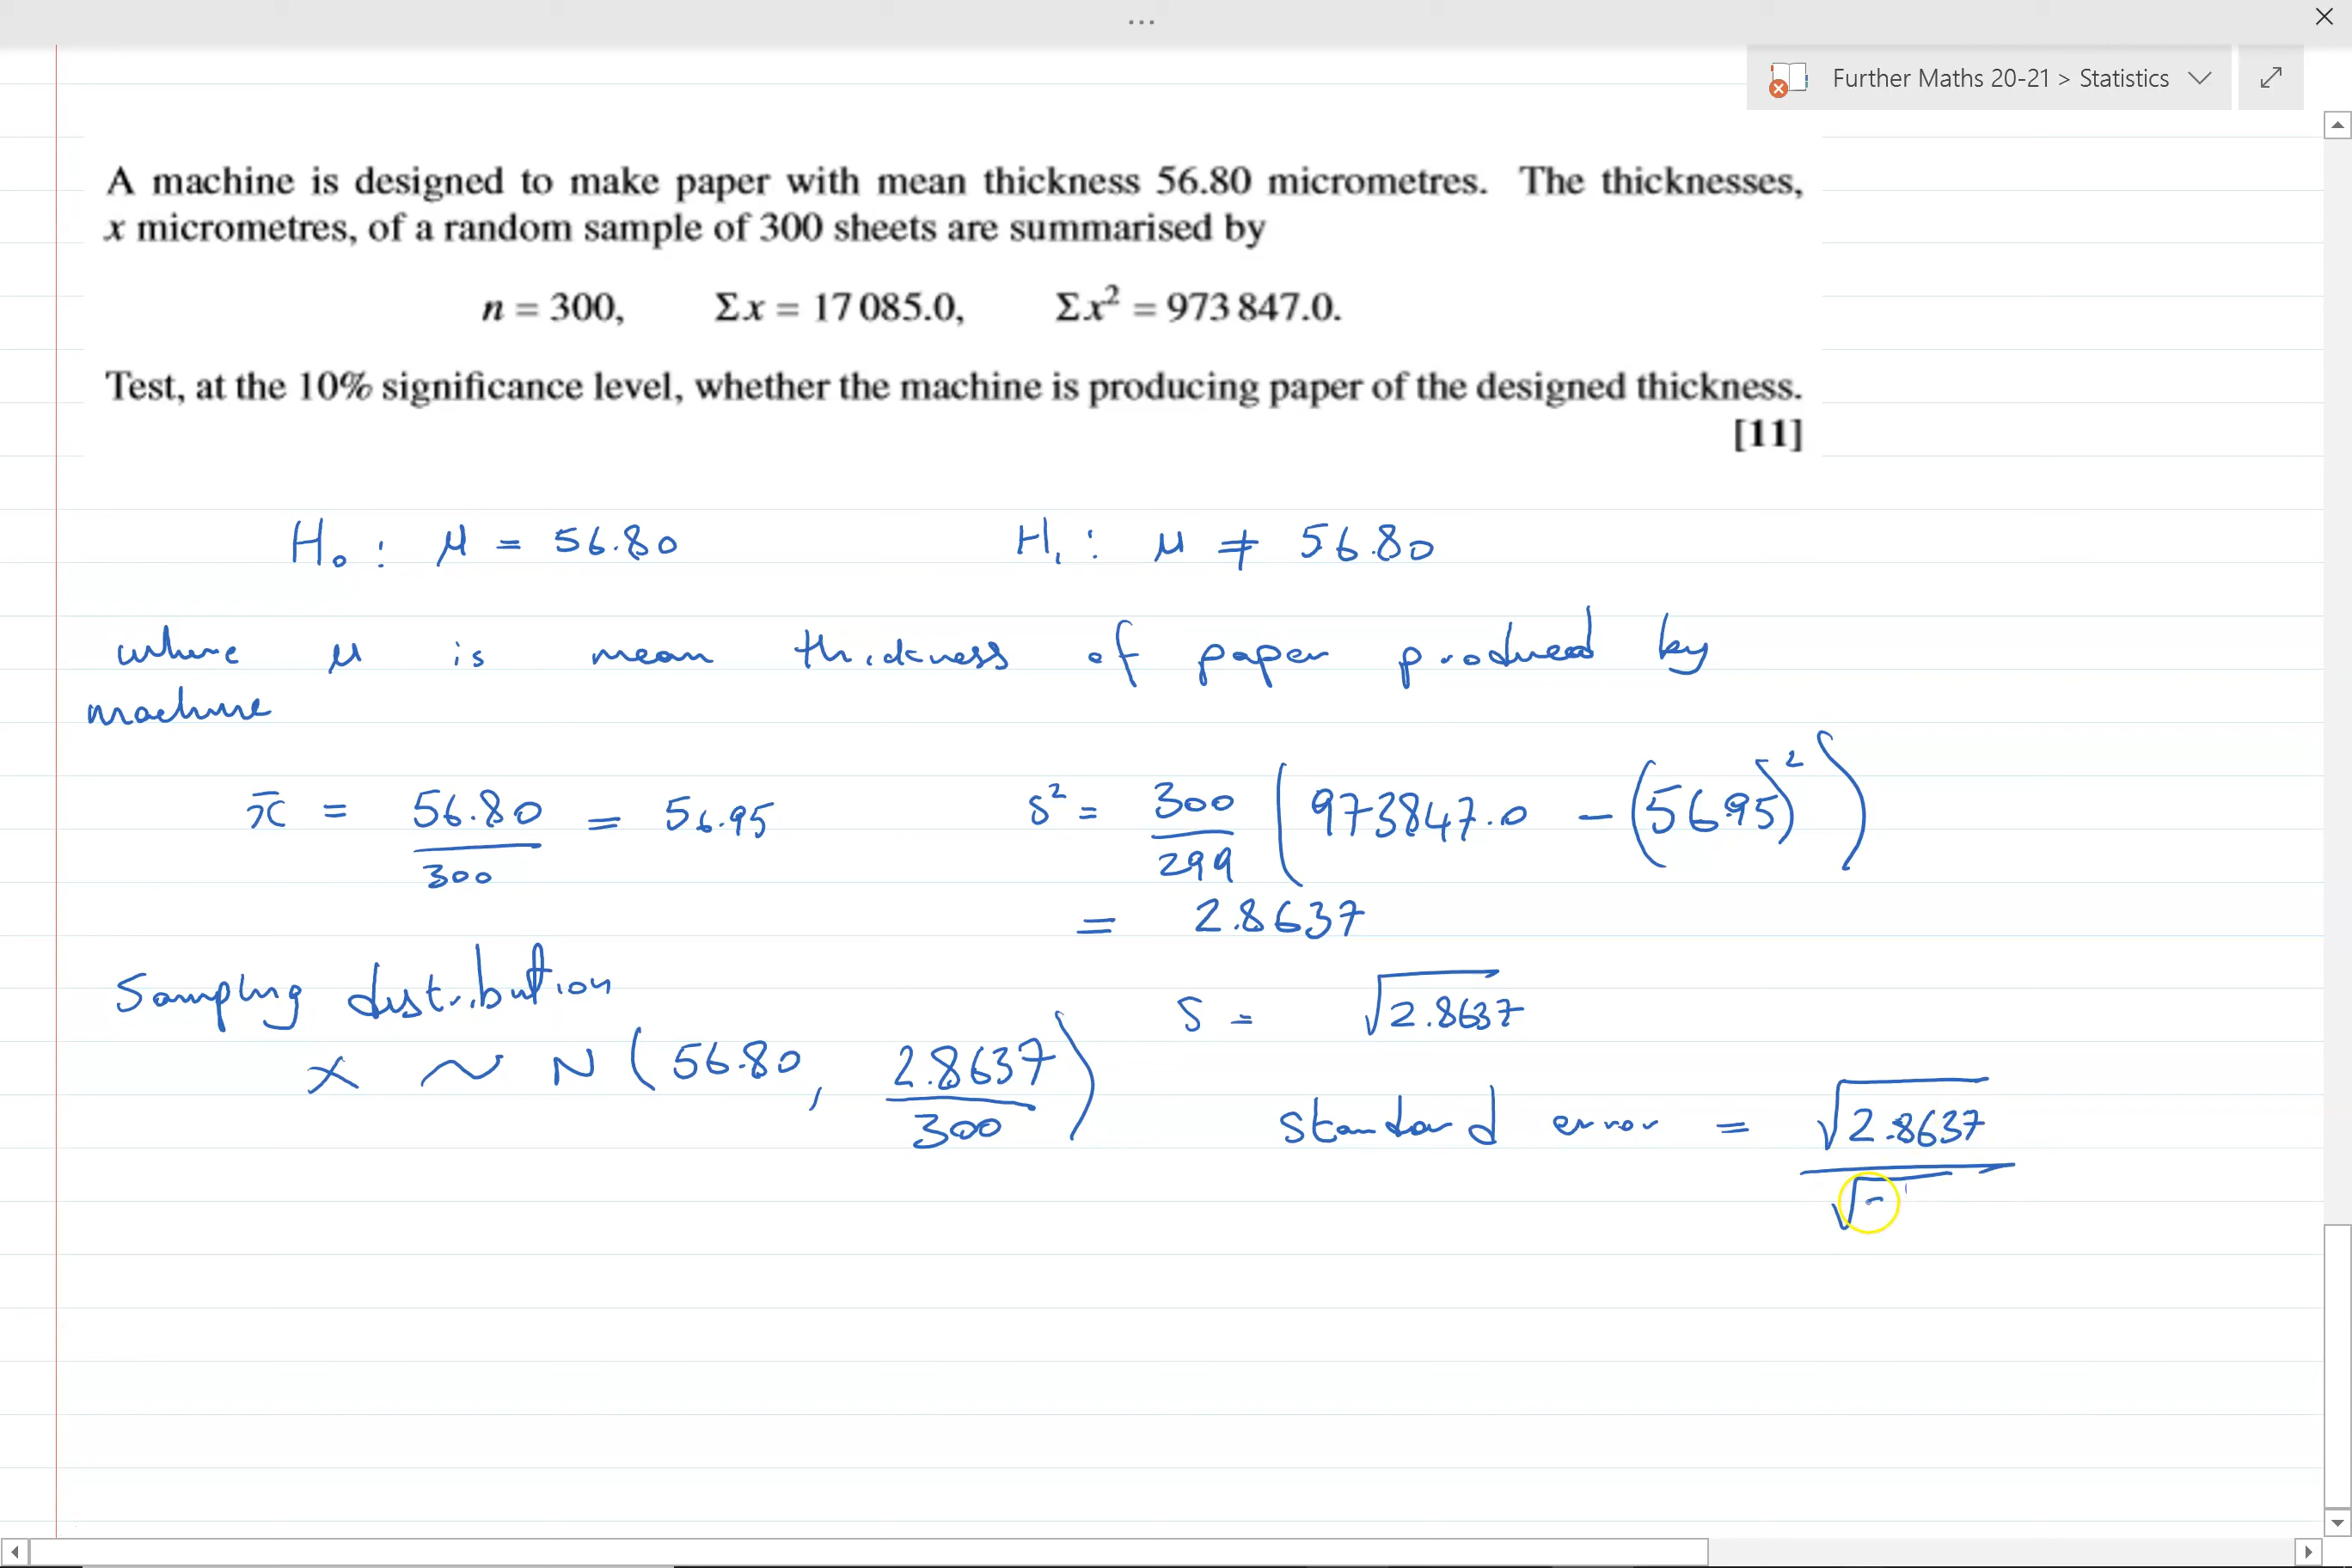 Further Maths 20-21 > Statistics
A machine is designed to make paper with mean thickness 56.80 micrometres. The thicknesses,
x micrometres, of a random sample of 300 sheets are summarised by
n = 300, Σx = 17 085.0, Σx² = 973 847.0.
Test, at the 10% significance level, whether the machine is producing paper of the designed thickness.
[11]
H₀ : μ = 56.80 H₁ : μ ≠ 56.80
where μ is mean thickness of paper produced by
machine
x̄ = 56.80/300 = 56.95 s² = 300/299 (973847.0 − (56.95)²)
= 2.8637
Sampling distribution s = √2.8637
X ~ N(56.80, 2.8637/300) standard error = √2.8637/√